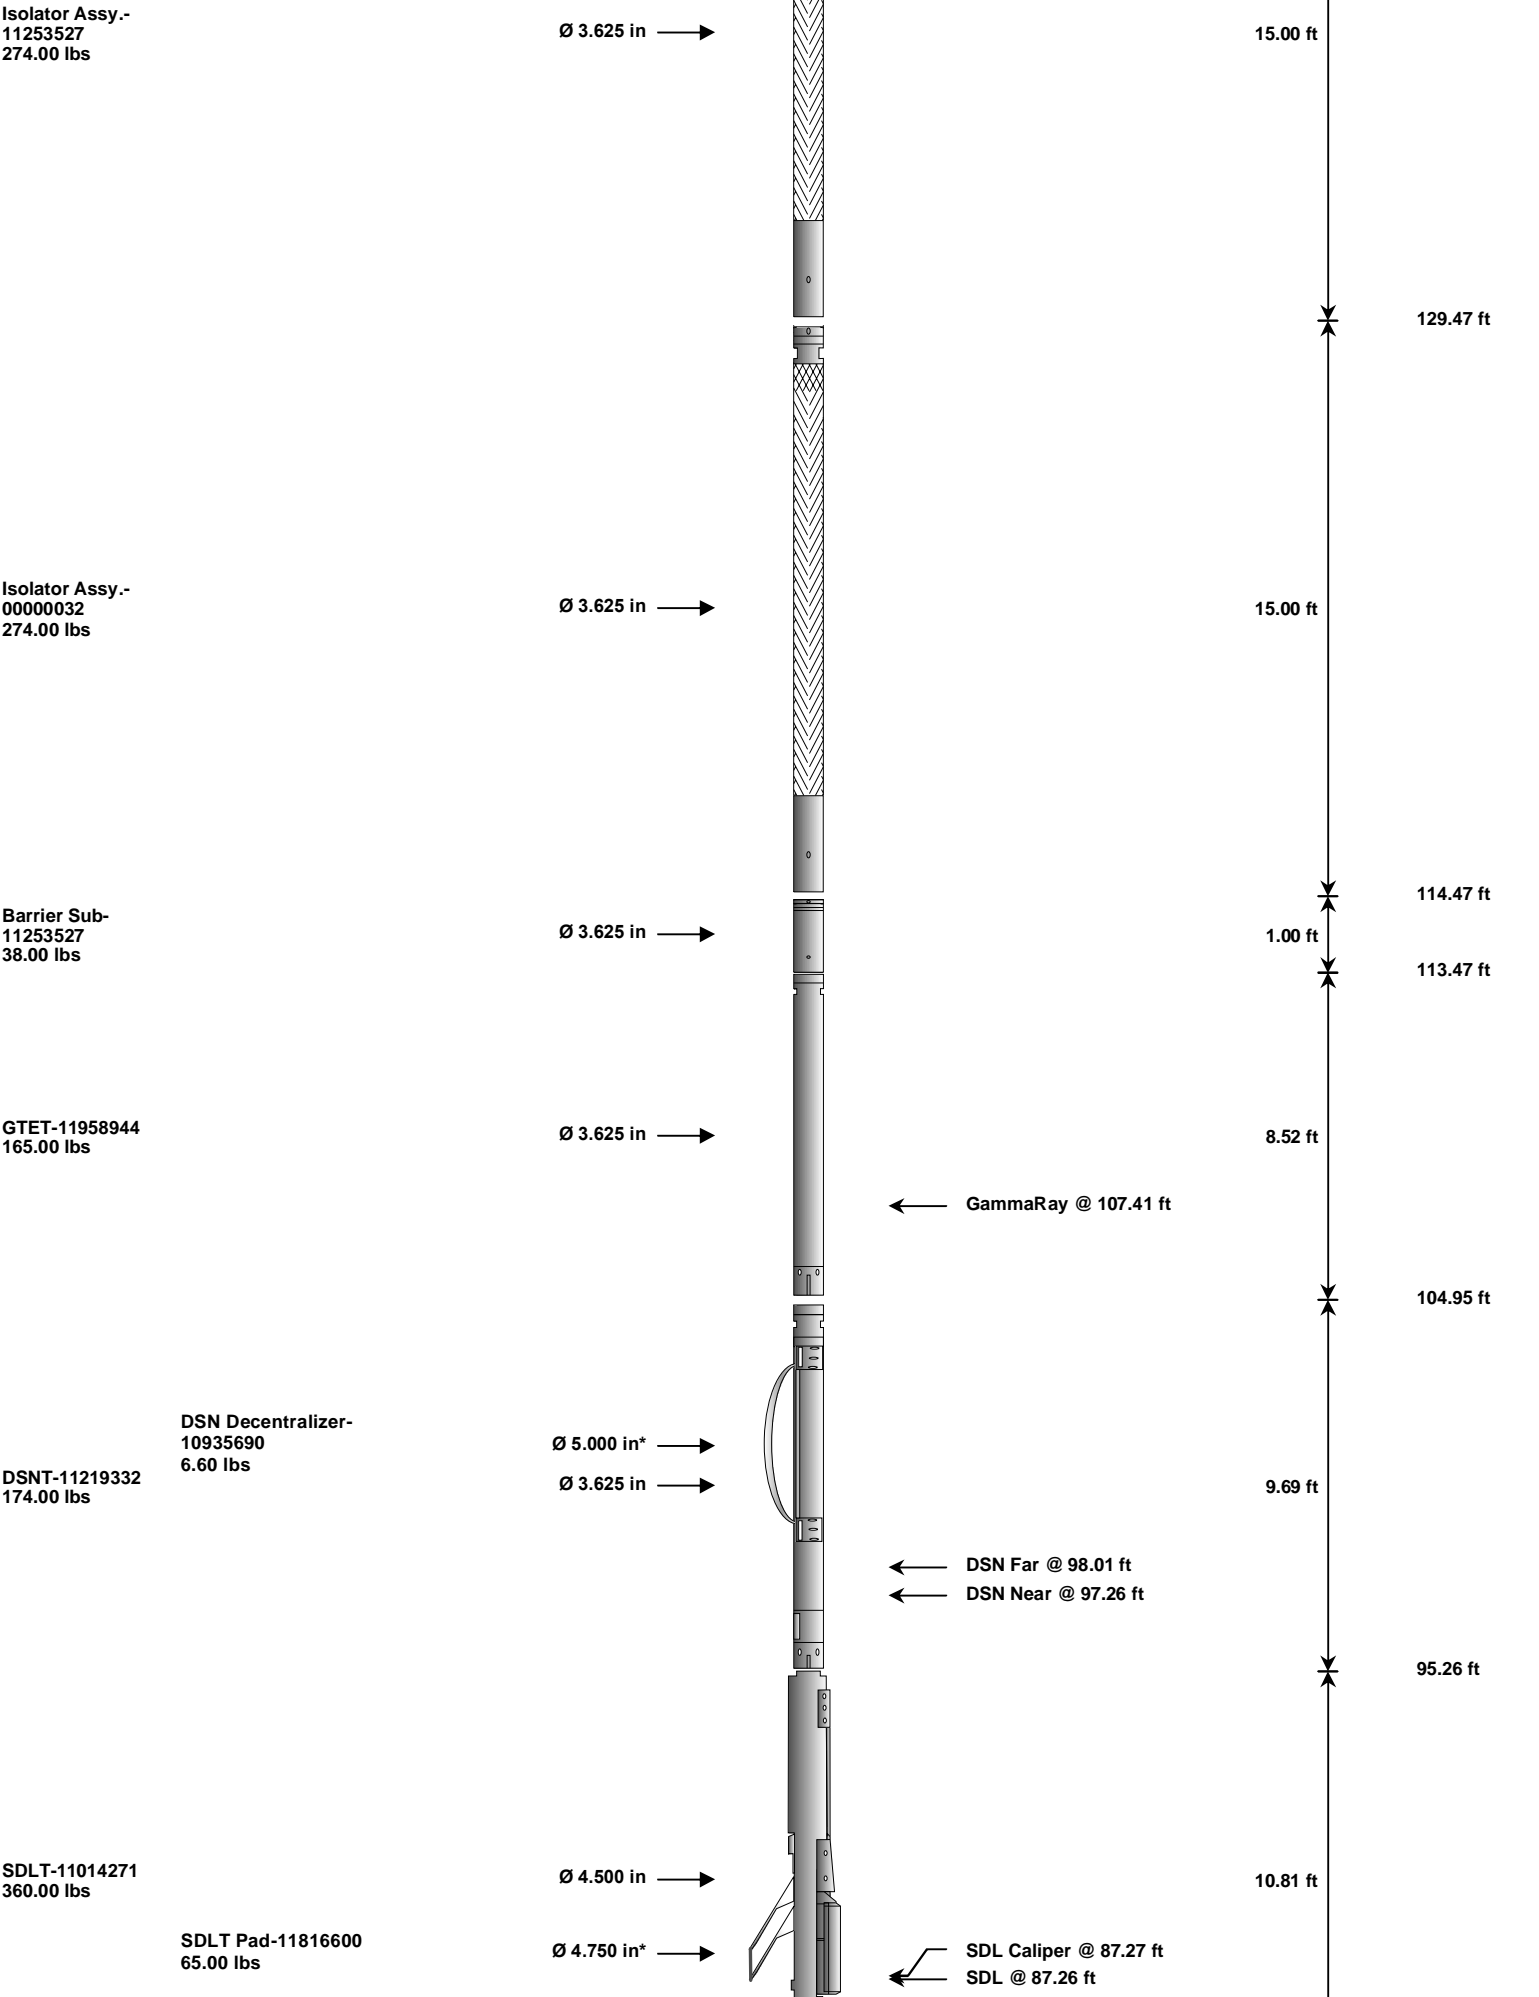 Isolator Assy.-
11253527
274.00 lbs
Ø 3.625 in
15.00 ft
129.47 ft
Isolator Assy.-
00000032
274.00 lbs
Ø 3.625 in
15.00 ft
114.47 ft
Barrier Sub-
11253527
38.00 lbs
Ø 3.625 in
1.00 ft
113.47 ft
GTET-11958944
165.00 lbs
Ø 3.625 in
8.52 ft
GammaRay @ 107.41 ft
104.95 ft
DSN Decentralizer-
10935690
6.60 lbs
Ø 5.000 in*
DSNT-11219332
174.00 lbs
Ø 3.625 in
9.69 ft
DSN Far @ 98.01 ft
DSN Near @ 97.26 ft
95.26 ft
SDLT-11014271
360.00 lbs
Ø 4.500 in
10.81 ft
SDLT Pad-11816600
65.00 lbs
Ø 4.750 in*
SDL Caliper @ 87.27 ft
SDL @ 87.26 ft